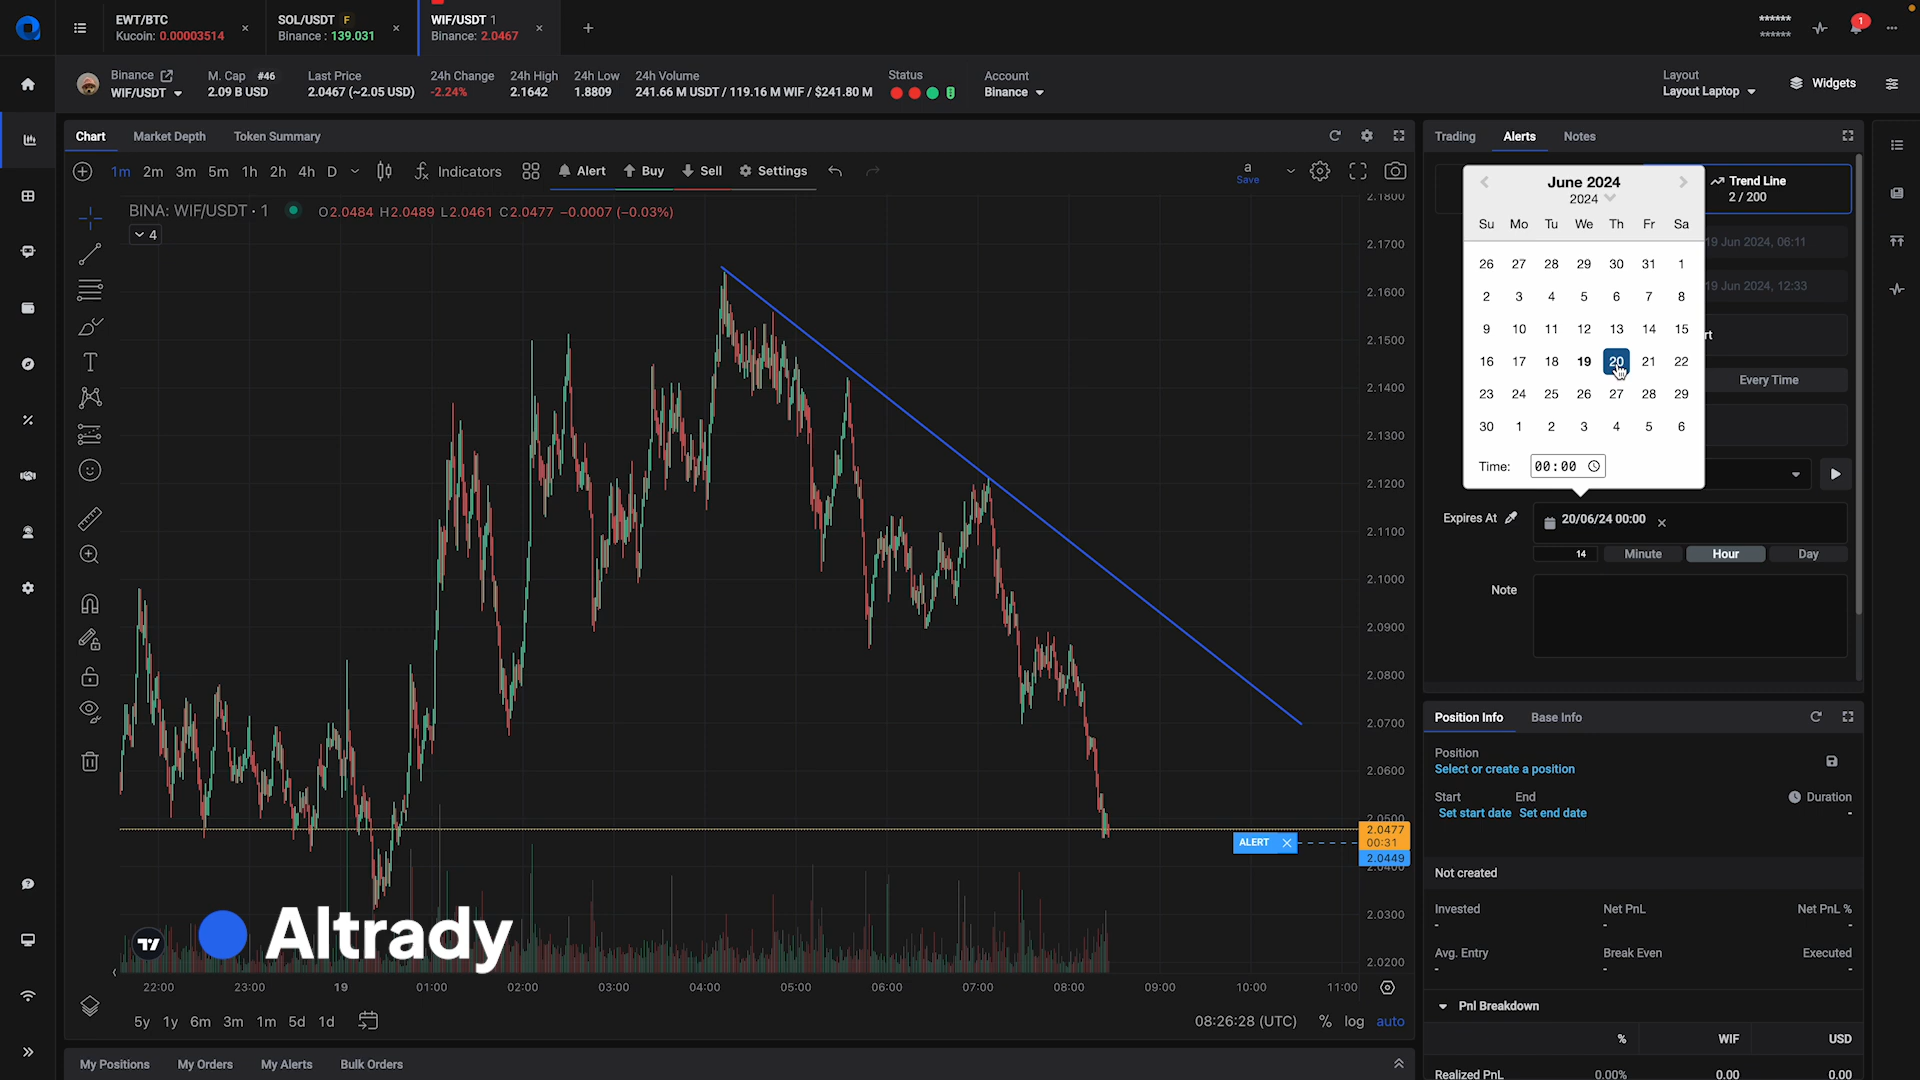 EWT/BTC
Kucoin: 0.00003514
SOL/USDT F
Binance : 139.031
WIF/USDT 1
Binance: 2.0467
******
******
1
Binance
WIF/USDT
M. Cap #46
2.09 B USD
Last Price
2.0467 (~2.05 USD)
24h Change
-2.24%
24h High
2.1642
24h Low
1.8809
24h Volume
241.66 M USDT / 119.16 M WIF / $241.80 M
Status
Account
Binance
Layout
Layout Laptop
Widgets
Chart Market Depth Token Summary
1m 2m 3m 5m 1h 2h 4h D Indicators Alert Buy Sell Settings
a
Save
BINA: WIF/USDT · 1 O2.0484 H2.0489 L2.0461 C2.0477 −0.0007 (−0.03%)
4
2.1800
2.1700
2.1600
2.1500
2.1400
2.1300
2.1200
2.1100
2.1000
2.0900
2.0800
2.0700
2.0600
2.0500
2.0477
00:31
2.0449
2.0400
2.0300
2.0200
ALERT
Altrady
22:00 23:00 19 01:00 02:00 03:00 04:00 05:00 06:00 07:00 08:00 09:00 10:00 11:00
5y 1y 6m 3m 1m 5d 1d
08:26:28 (UTC) % log auto
My Positions My Orders My Alerts Bulk Orders
Trading Alerts Notes
Trend Line
2 / 200
19 Jun 2024, 06:11
19 Jun 2024, 12:33
rt
Every Time
June 2024
2024
Su Mo Tu We Th Fr Sa
26 27 28 29 30 31 1
2 3 4 5 6 7 8
9 10 11 12 13 14 15
16 17 18 19 20 21 22
23 24 25 26 27 28 29
30 1 2 3 4 5 6
Time: 00:00
Expires At 20/06/24 00:00
14 Minute Hour Day
Note
Position Info Base Info
Position
Select or create a position
Start End Duration
Set start date Set end date -
Not created
Invested Net PnL Net PnL %
- - -
Avg. Entry Break Even Executed
- - -
Pnl Breakdown
% WIF USD
Realized PnL 0.00% 0.00 0.00